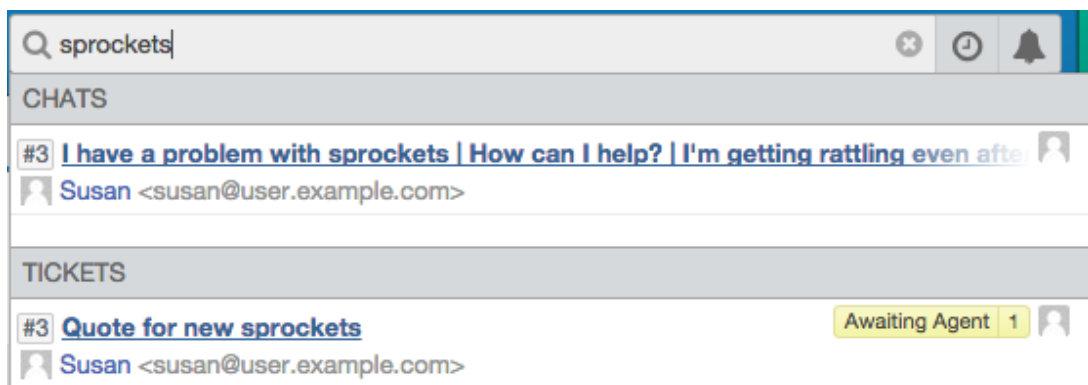 sprockets
CHATS
#3 I have a problem with sprockets | How can I help? | I'm getting rattling even after
Susan <susan@user.example.com>
TICKETS
#3 Quote for new sprockets Awaiting Agent 1
Susan <susan@user.example.com>